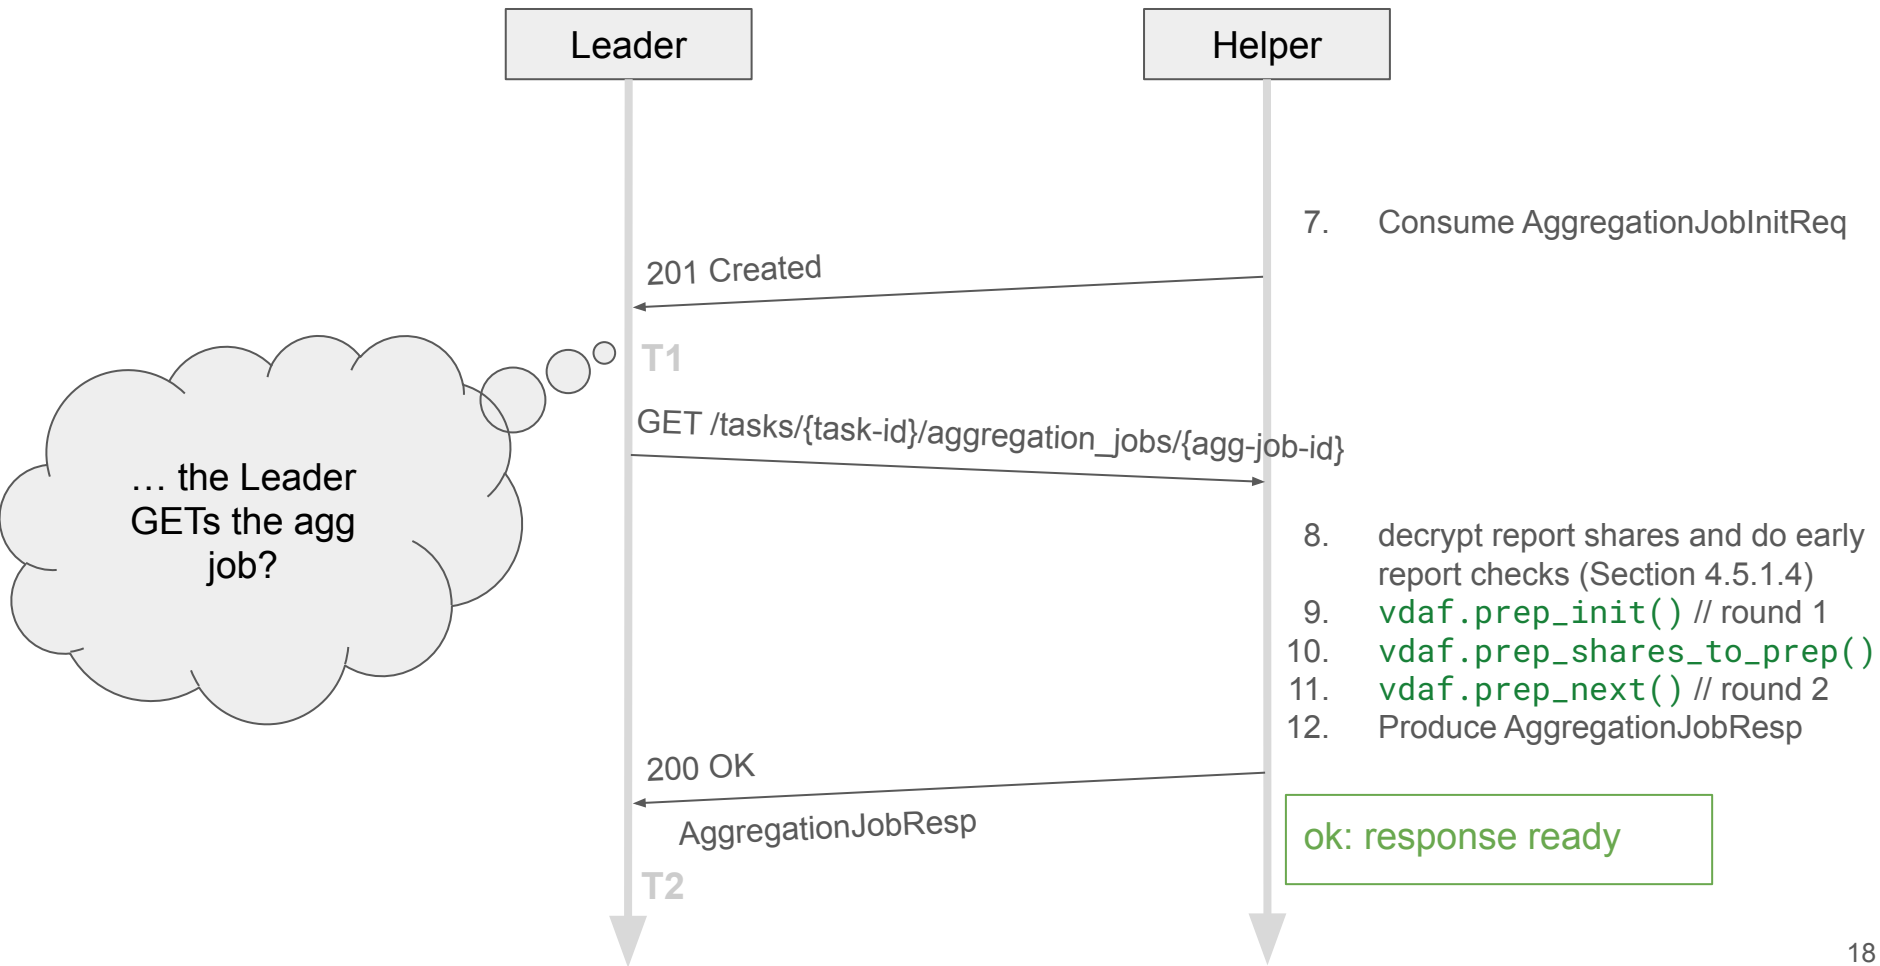 Leader
Helper
7. Consume AggregationJobInitReq
201 Created
T1
GET /tasks/{task-id}/aggregation_jobs/{agg-job-id}
… the Leader
GETs the agg
job?
8. decrypt report shares and do early
report checks (Section 4.5.1.4)
9. vdaf.prep_init() // round 1
10. vdaf.prep_shares_to_prep()
11. vdaf.prep_next() // round 2
12. Produce AggregationJobResp
200 OK
AggregationJobResp
ok: response ready
T2
18